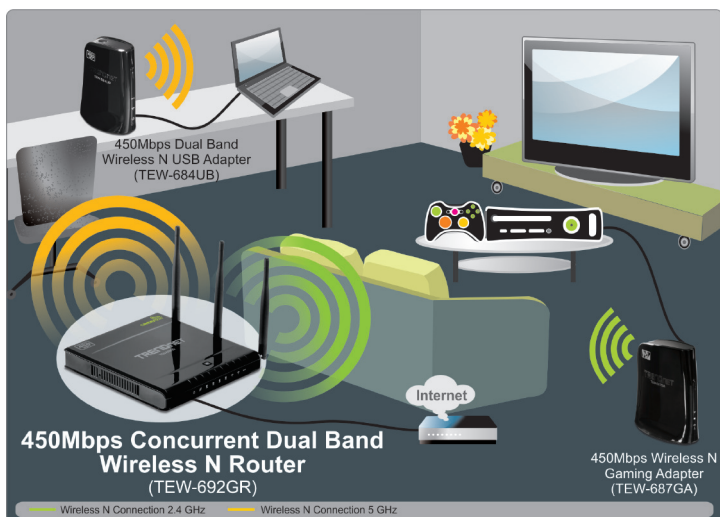 450Mbps Dual Band
Wireless N USB Adapter
(TEW-684UB)
TRENDNET
Internet
450Mbps Concurrent Dual Band
Wireless N Router
(TEW-692GR)
450Mbps Wireless N
Gaming Adapter
(TEW-687GA)
Wireless N Connection 2.4 GHz
Wireless N Connection 5 GHz